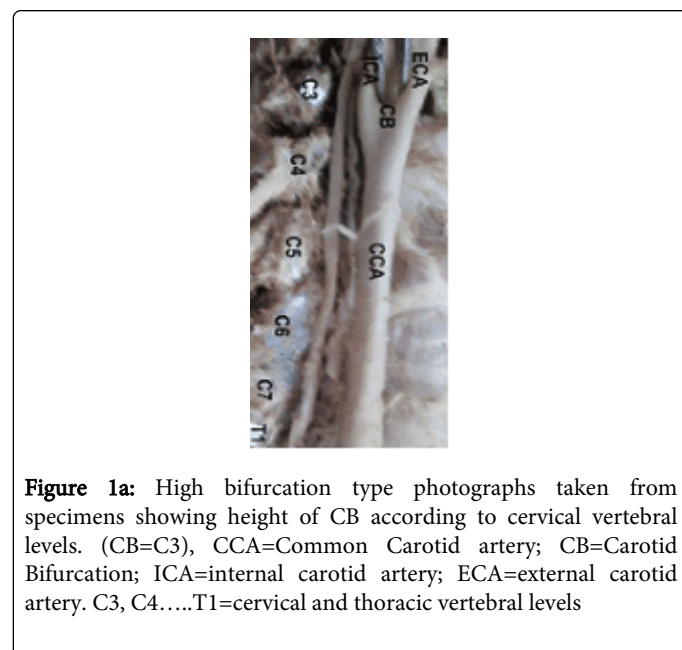 ICA
ECA
C3
CB
C4
C5
CCA
C6
C7
T1
Figure 1a: High bifurcation type photographs taken from
specimens showing height of CB according to cervical vertebral
levels. (CB=C3), CCA=Common Carotid artery; CB=Carotid
Bifurcation; ICA=internal carotid artery; ECA=external carotid
artery. C3, C4…..T1=cervical and thoracic vertebral levels